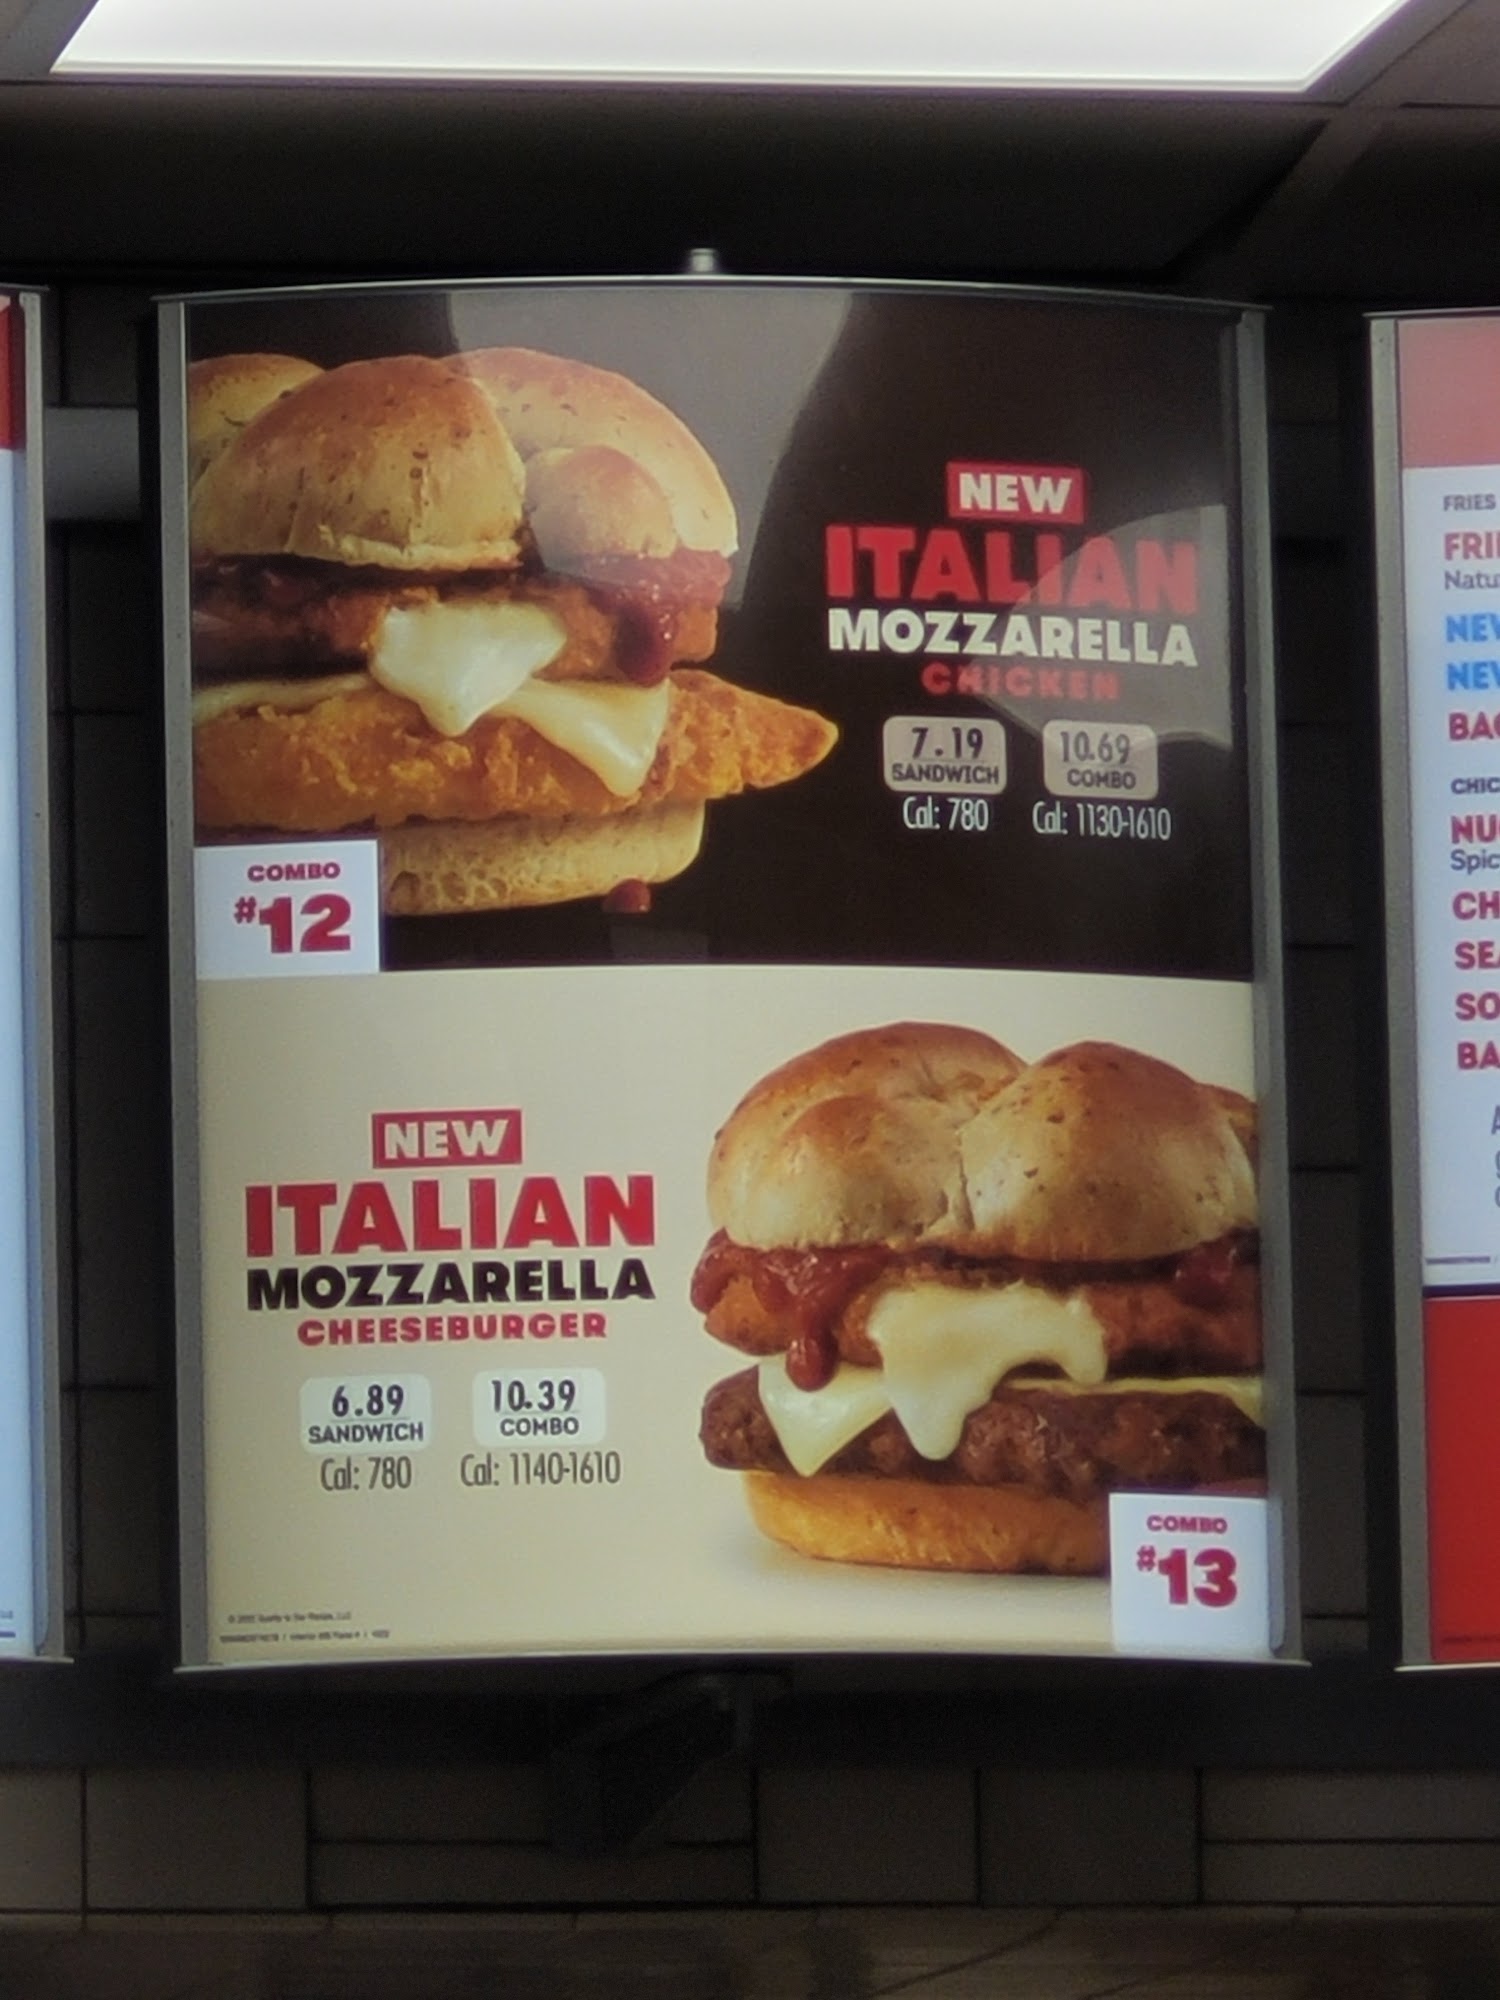 NEW
ITALIAN
MOZZARELLA
CHICKEN
7.19
SANDWICH
Cal: 780
10.69
COMBO
Cal: 1130-1610
COMBO
#12
NEW
ITALIAN
MOZZARELLA
CHEESEBURGER
6.89
SANDWICH
Cal: 780
10.39
COMBO
Cal: 1140-1610
COMBO
#13
FRIES